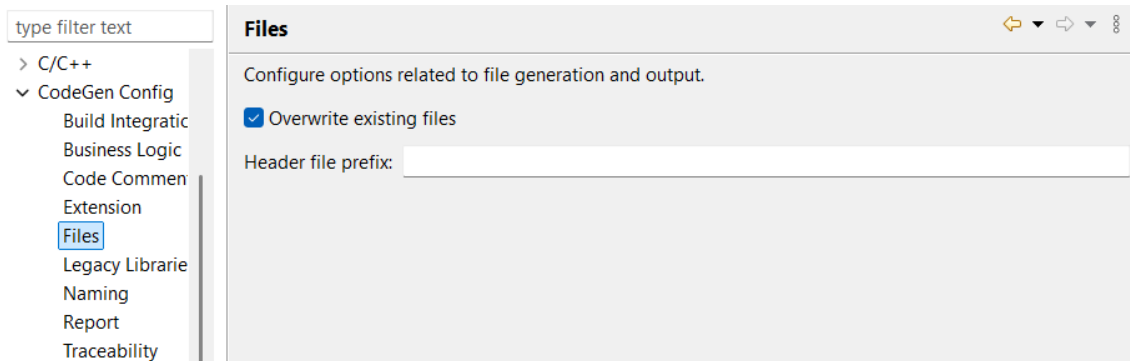 type filter text
C/C++
CodeGen Config
Build Integratic
Business Logic
Code Commen
Extension
Files
Legacy Librarie
Naming
Report
Traceability
Files
Configure options related to file generation and output.
Overwrite existing files
Header file prefix: